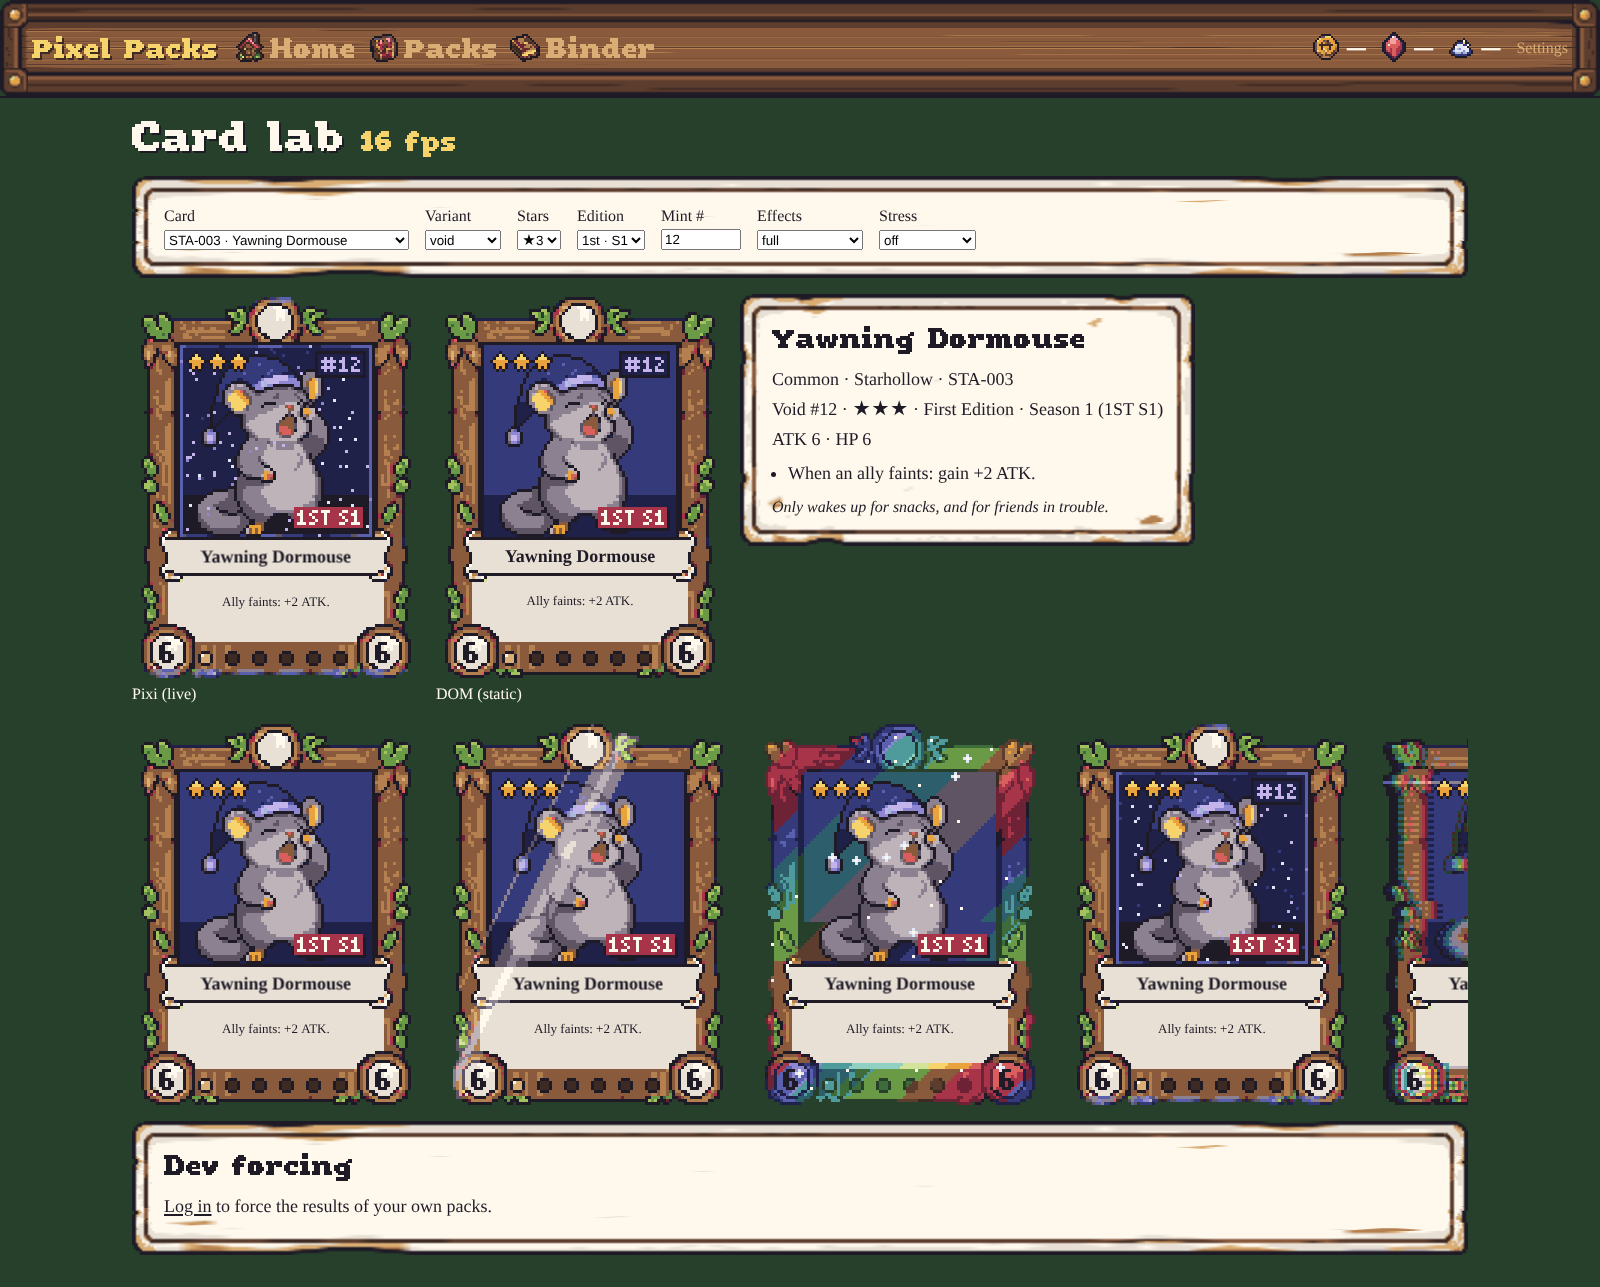 Pixel Packs Home Packs Binder — — — Settings
Card lab 16 fps
Card Variant Stars Edition Mint # Effects Stress
STA-003 · Yawning Dormouse void ★3 1st · S1 12 full off
#12
1ST S1
Yawning Dormouse
Ally faints: +2 ATK.
6 6
Pixi (live)
#12
1ST S1
Yawning Dormouse
Ally faints: +2 ATK.
6 6
DOM (static)
Yawning Dormouse
Common · Starhollow · STA-003
Void #12 · ★★★ · First Edition · Season 1 (1ST S1)
ATK 6 · HP 6
• When an ally faints: gain +2 ATK.
Only wakes up for snacks, and for friends in trouble.
1ST S1
Yawning Dormouse
Ally faints: +2 ATK.
6 6
1ST S1
Yawning Dormouse
Ally faints: +2 ATK.
6 6
1ST S1
Yawning Dormouse
Ally faints: +2 ATK.
6 6
#12
1ST S1
Yawning Dormouse
Ally faints: +2 ATK.
6 6
Ya
6
Dev forcing
Log in to force the results of your own packs.